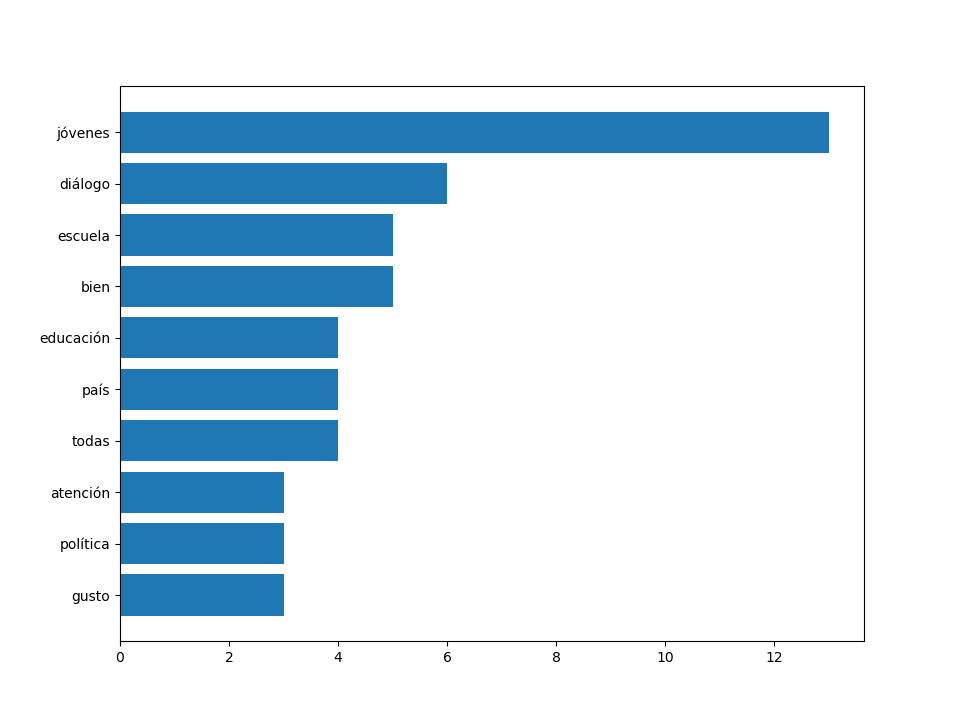 jóvenes
diálogo
escuela
bien
educación
país
todas
atención
política
gusto
0 2 4 6 8 10 12